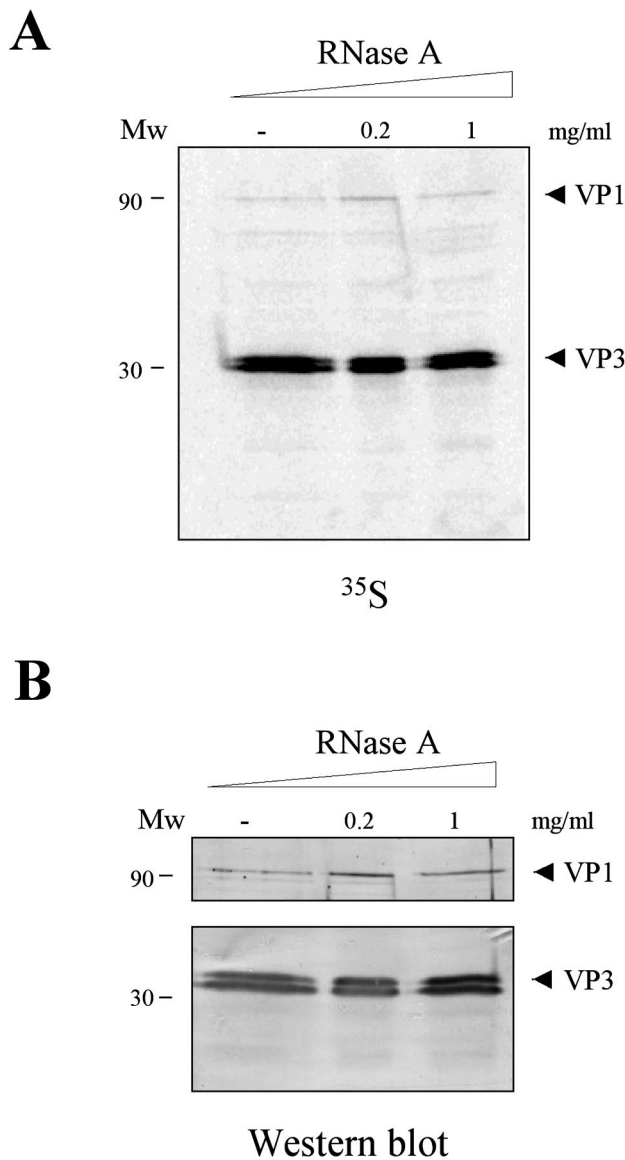 A
RNase A
Mw - 0.2 1 mg/ml
90 VP1
30 VP3
35S
B
RNase A
Mw - 0.2 1 mg/ml
90 VP1
30 VP3
Western blot